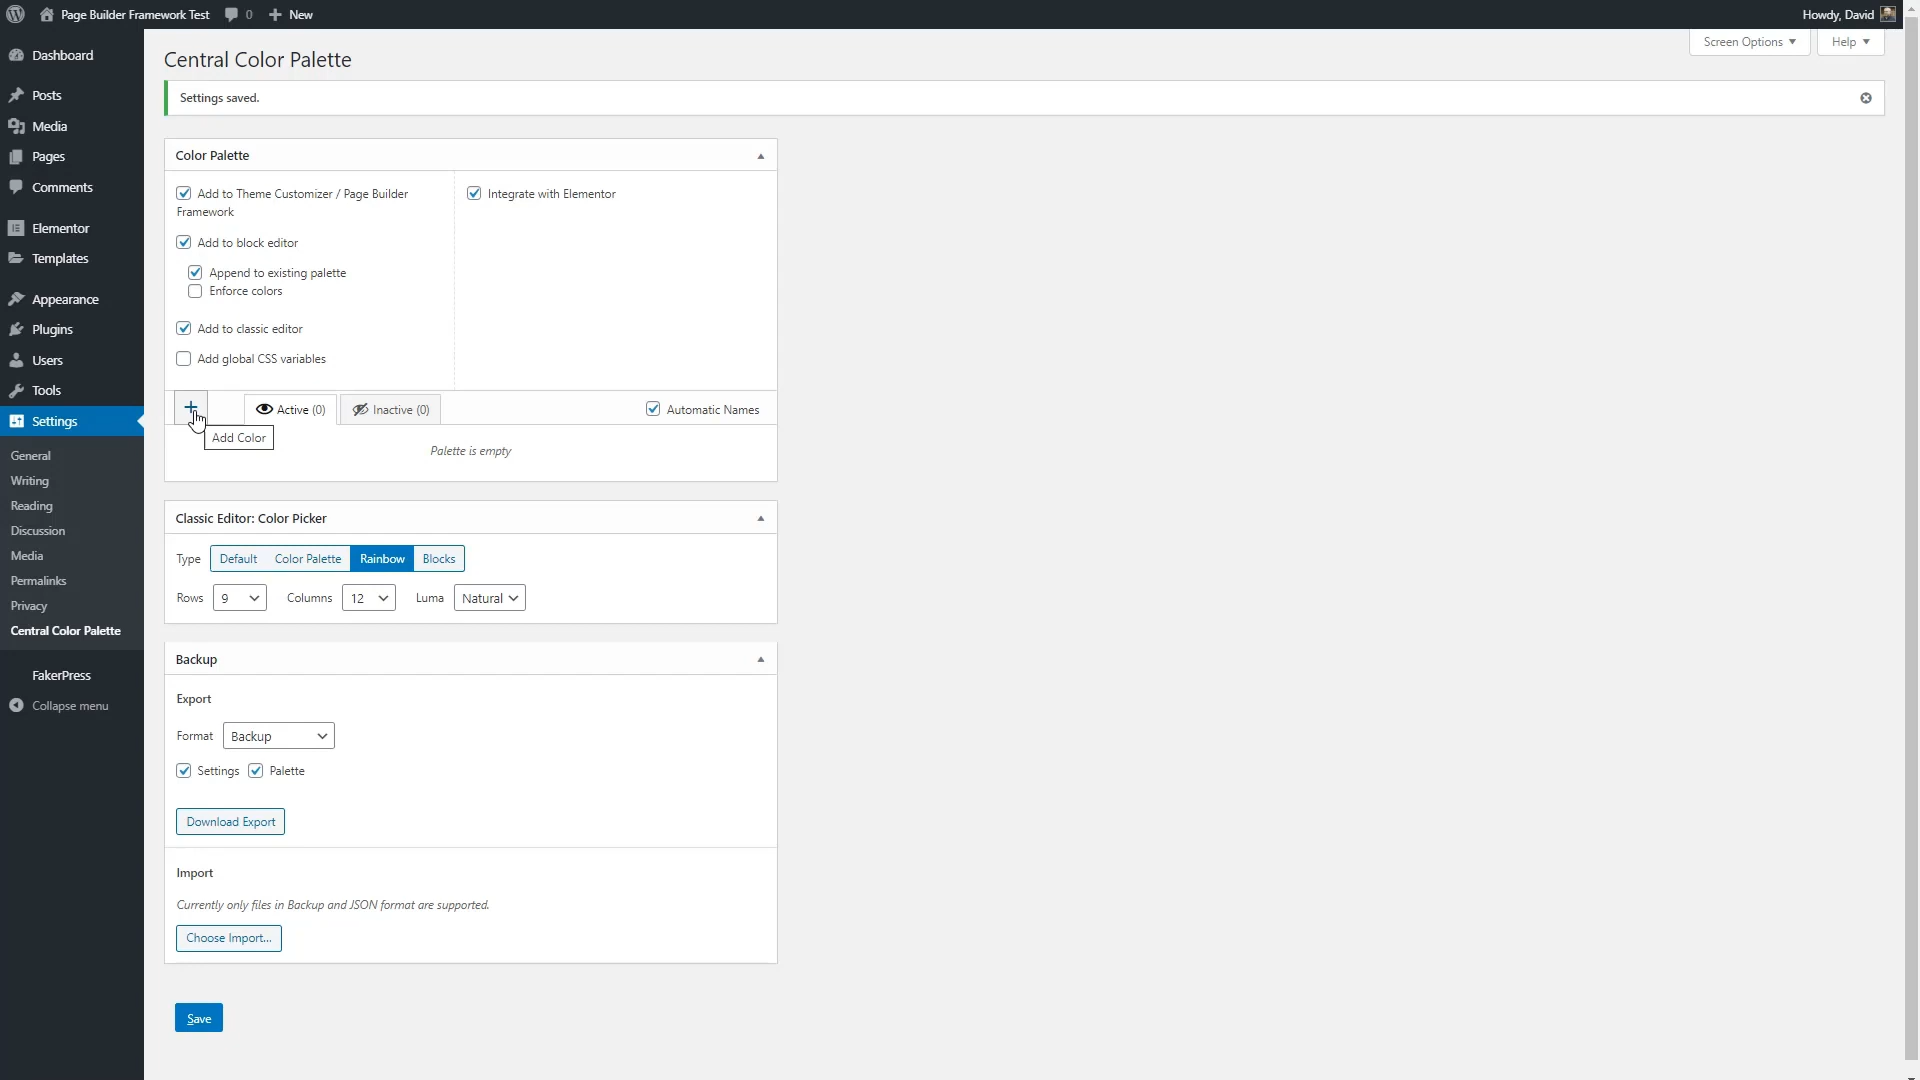 Page Builder Framework Test
0
New
Howdy, David
Screen Options
Help
Dashboard
Posts
Media
Pages
Comments
Elementor
Templates
Appearance
Plugins
Users
Tools
Settings
General
Writing
Reading
Discussion
Media
Permalinks
Privacy
Central Color Palette
FakerPress
Collapse menu
Central Color Palette
Settings saved.
Color Palette
Add to Theme Customizer / Page Builder
Framework
Integrate with Elementor
Add to block editor
Append to existing palette
Enforce colors
Add to classic editor
Add global CSS variables
Active (0)
Inactive (0)
Automatic Names
Add Color
Palette is empty
Classic Editor: Color Picker
Type
Default
Color Palette
Rainbow
Blocks
Rows
9
Columns
12
Luma
Natural
Backup
Export
Format
Backup
Settings
Palette
Download Export
Import
Currently only files in Backup and JSON format are supported.
Choose Import...
Save